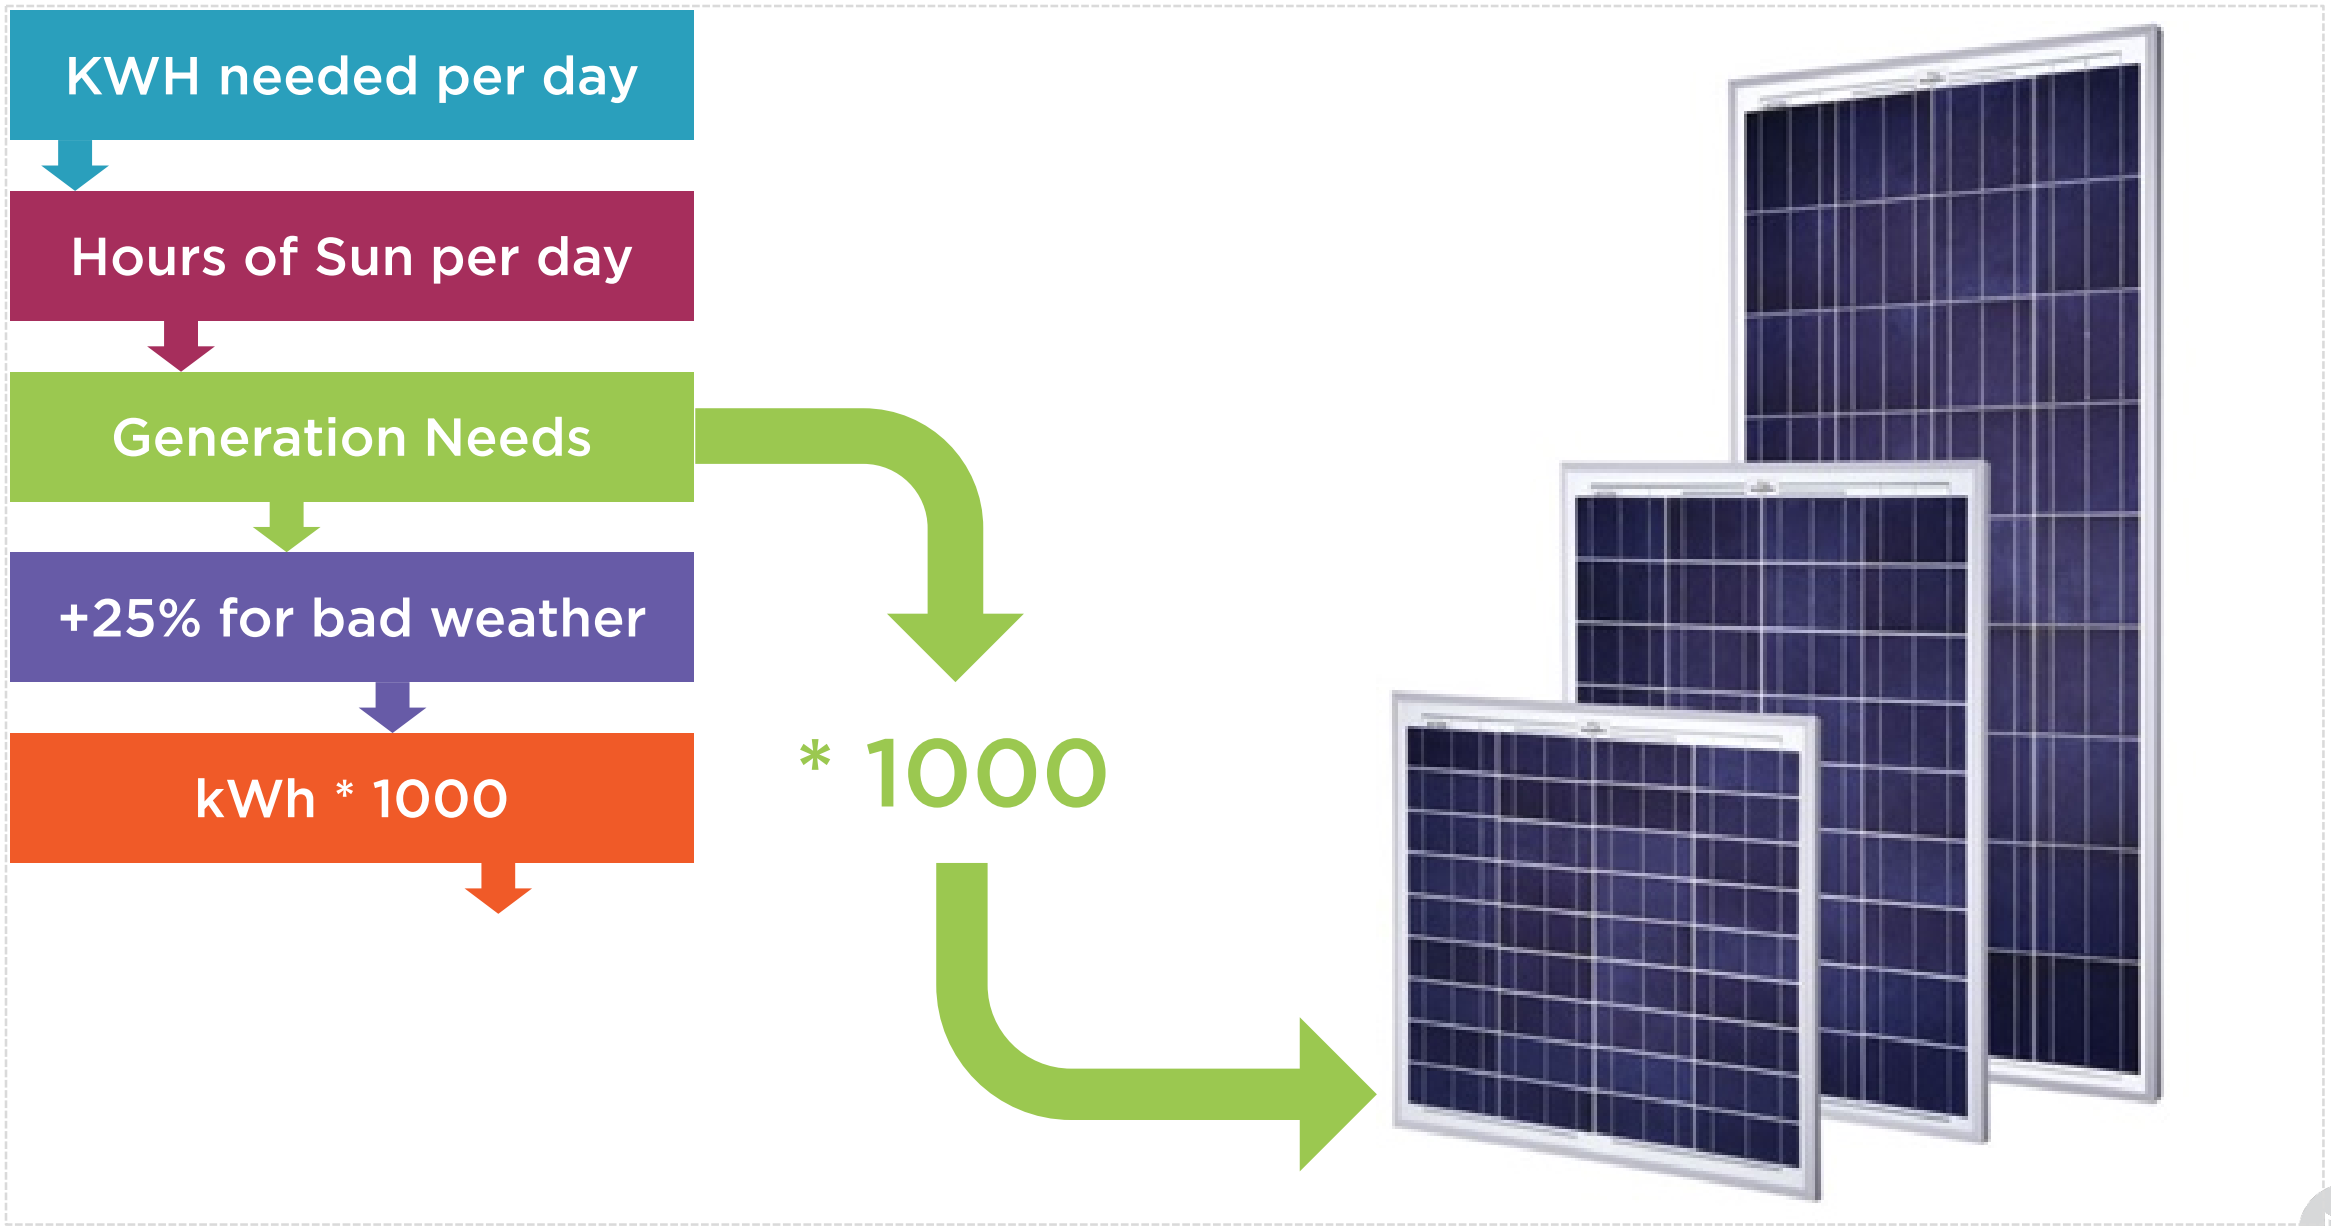 KWH needed per day
Hours of Sun per day
Generation Needs
+25% for bad weather
kWh * 1000
* 1000